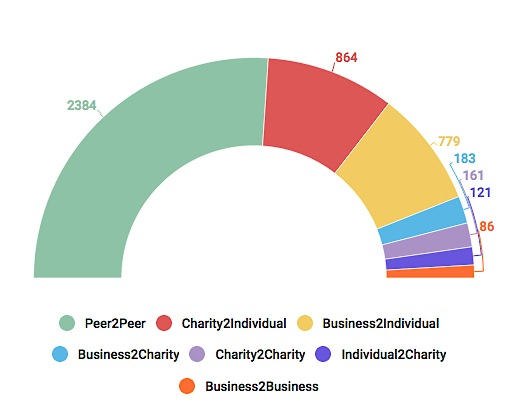 864
2384
779
183
161
121
86
Peer2Peer Charity2Individual Business2Individual
Business2Charity Charity2Charity Individual2Charity
Business2Business